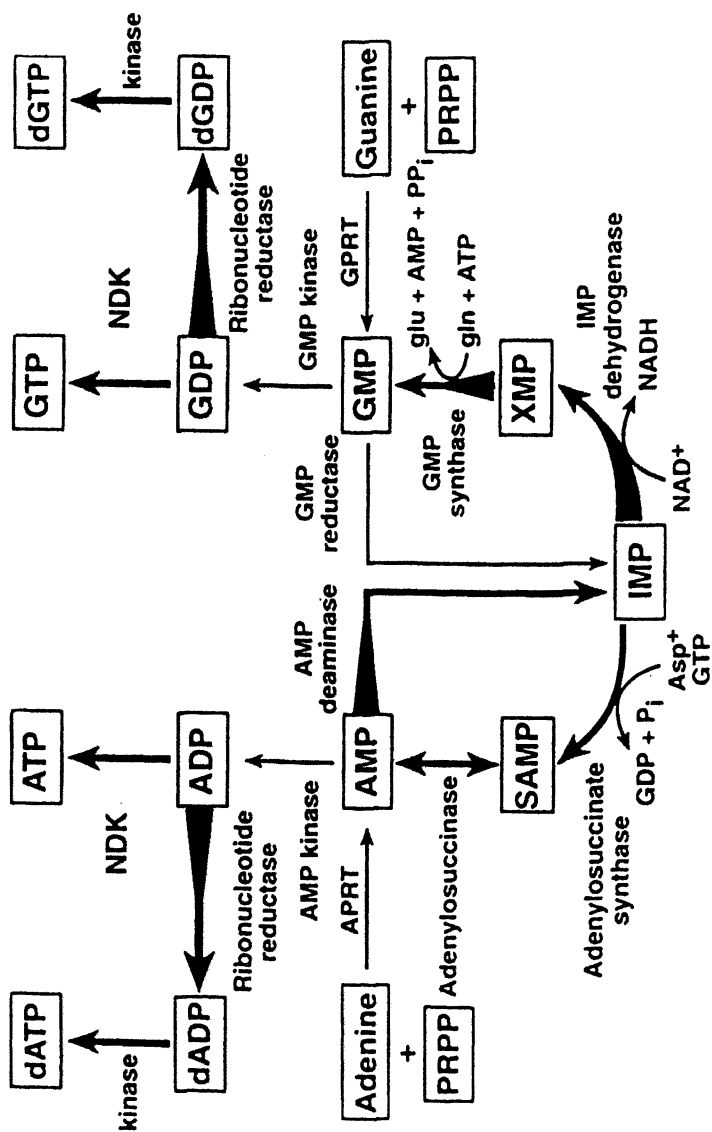 dATP
ATP
GTP
dGTP
kinase
NDK
NDK
kinase
dADP
ADP
GDP
dGDP
Ribonucleotide
reductase
Ribonucleotide
reductase
AMP kinase
AMP
deaminase
GMP
reductase
GMP kinase
APRT
GPRT
Adenine
+
PRPP
AMP
GMP
Guanine
+
PRPP
Adenylosuccinase
GMP
synthase
glu + AMP + PPi
gln + ATP
SAMP
XMP
Adenylosuccinate
synthase
GDP + Pi
Asp+
GTP
IMP
NAD+
IMP
dehydrogenase
NADH